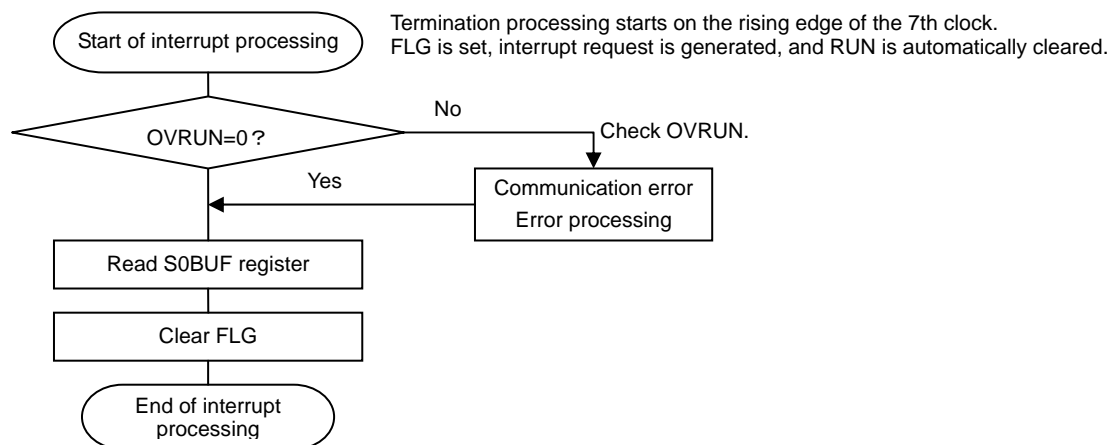 Start of interrupt processing
Termination processing starts on the rising edge of the 7th clock.
FLG is set, interrupt request is generated, and RUN is automatically cleared.
OVRUN=0?
No
Check OVRUN.
Yes
Communication error
Error processing
Read S0BUF register
Clear FLG
End of interrupt
processing